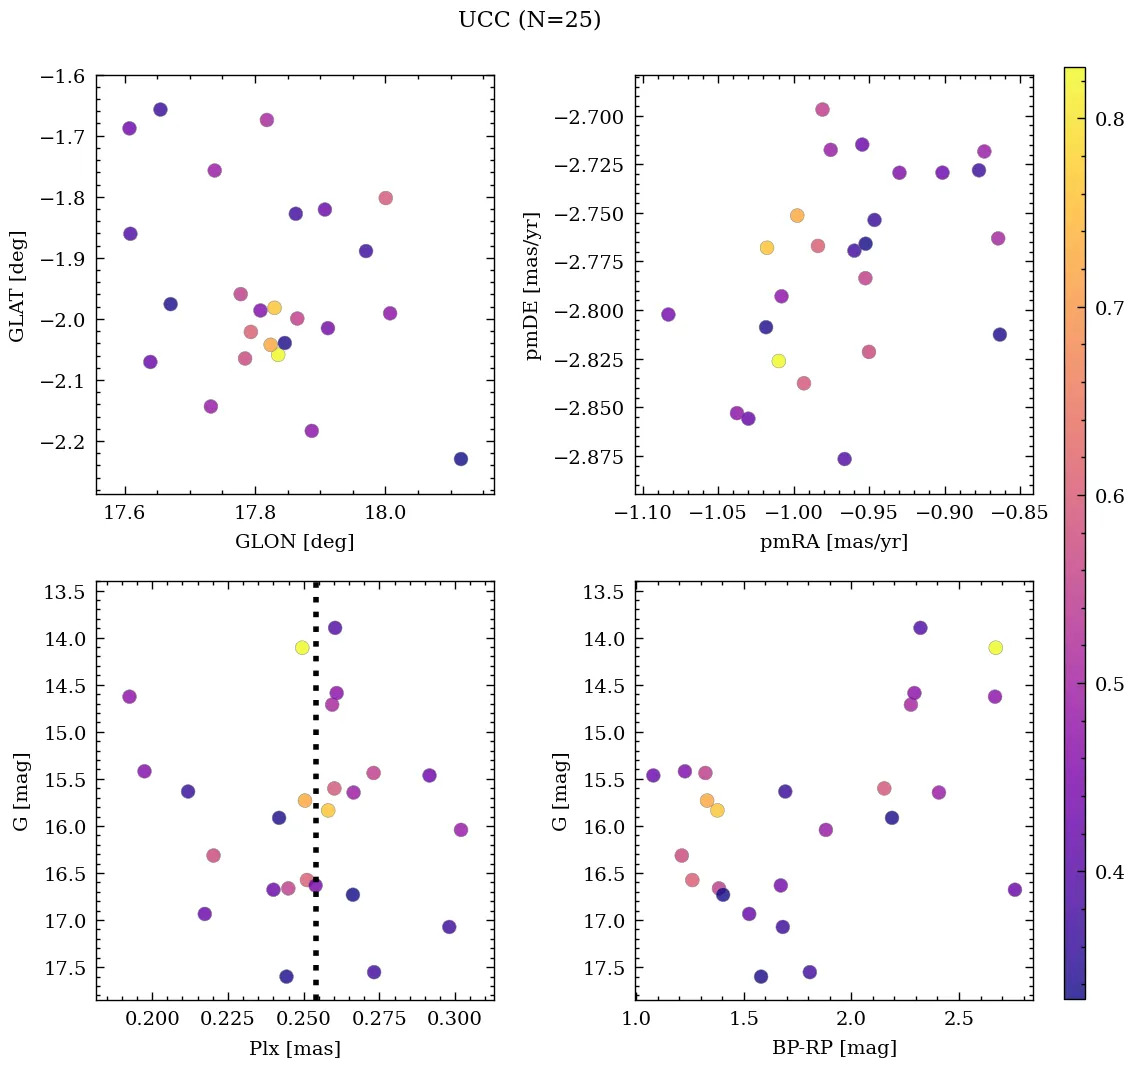 UCC (N=25)
−1.6
−1.7
−1.8
−1.9
−2.0
−2.1
−2.2
GLAT [deg]
17.6 17.8 18.0
GLON [deg]
−2.700
−2.725
−2.750
−2.775
−2.800
−2.825
−2.850
−2.875
pmDE [mas/yr]
−1.10 −1.05 −1.00 −0.95 −0.90 −0.85
pmRA [mas/yr]
13.5
14.0
14.5
15.0
15.5
16.0
16.5
17.0
17.5
G [mag]
0.200 0.225 0.250 0.275 0.300
Plx [mas]
13.5
14.0
14.5
15.0
15.5
16.0
16.5
17.0
17.5
G [mag]
1.0 1.5 2.0 2.5
BP-RP [mag]
0.8
0.7
0.6
0.5
0.4